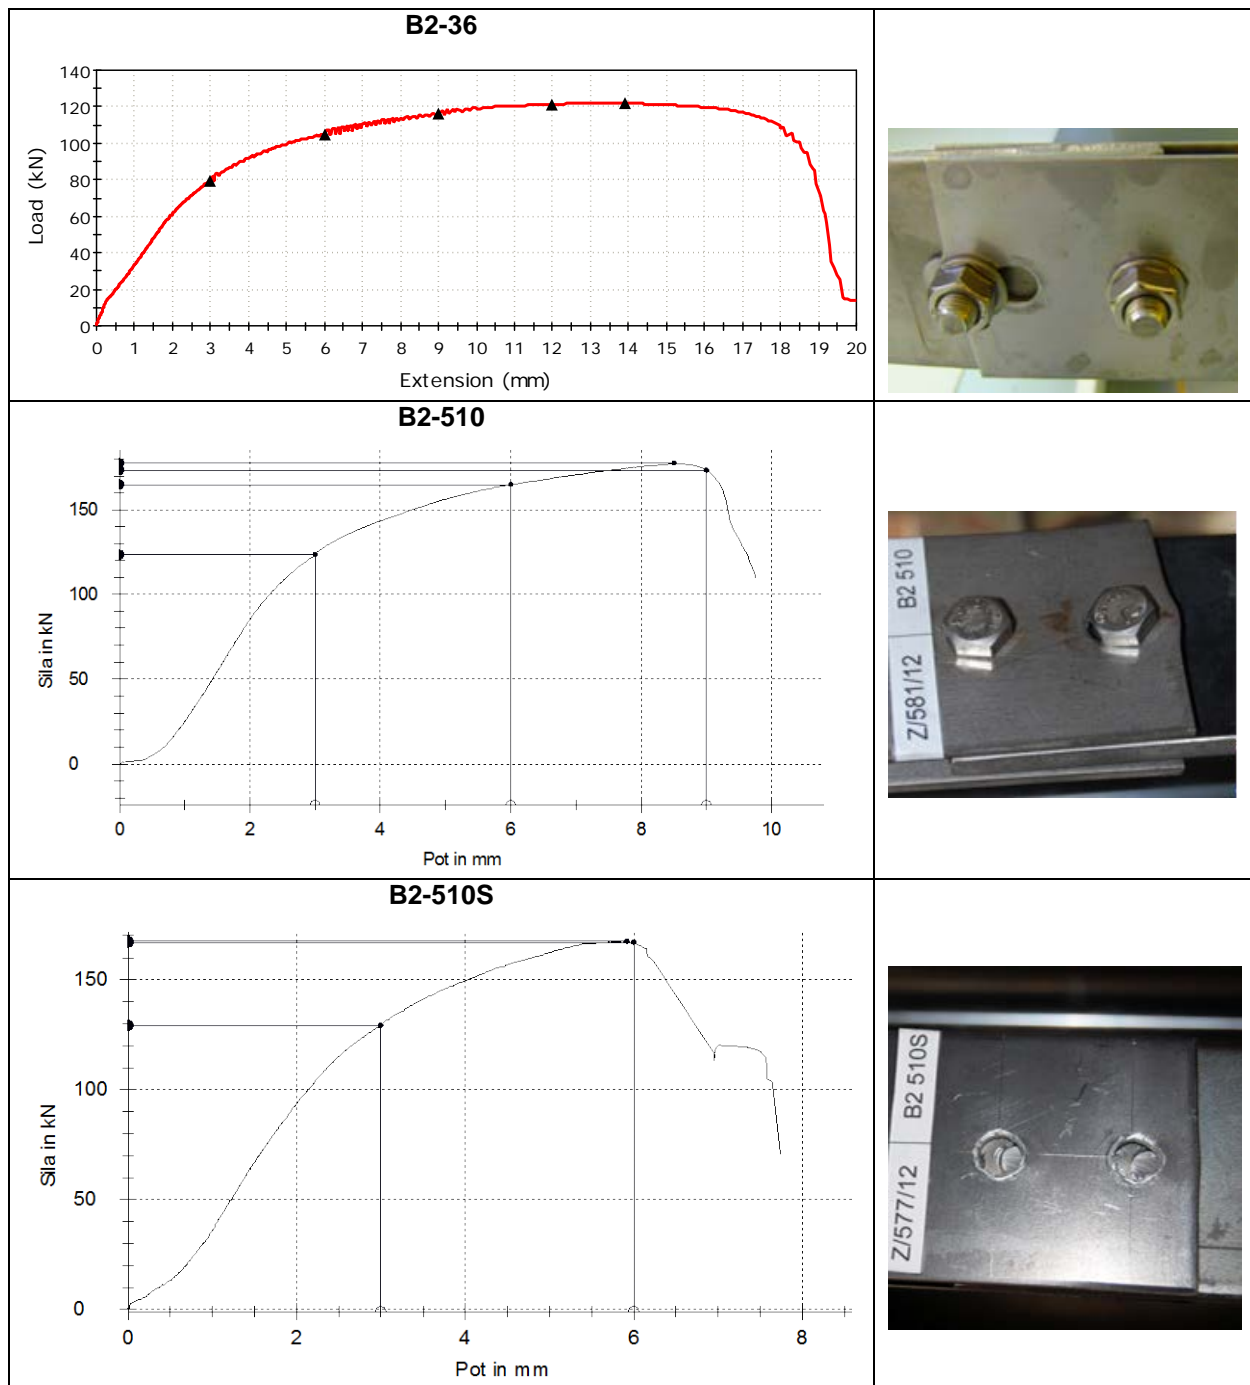 B2-36
140
120
100
80
60
40
20
0
Load (kN)
0 1 2 3 4 5 6 7 8 9 10 11 12 13 14 15 16 17 18 19 20
Extension (mm)
B2-510
150
100
50
0
Sila in kN
0 2 4 6 8 10
Pot in mm
B2 510
Z/581/12
B2-510S
150
100
50
0
Sila in kN
0 2 4 6 8
Pot in mm
B2 510S
Z/577/12